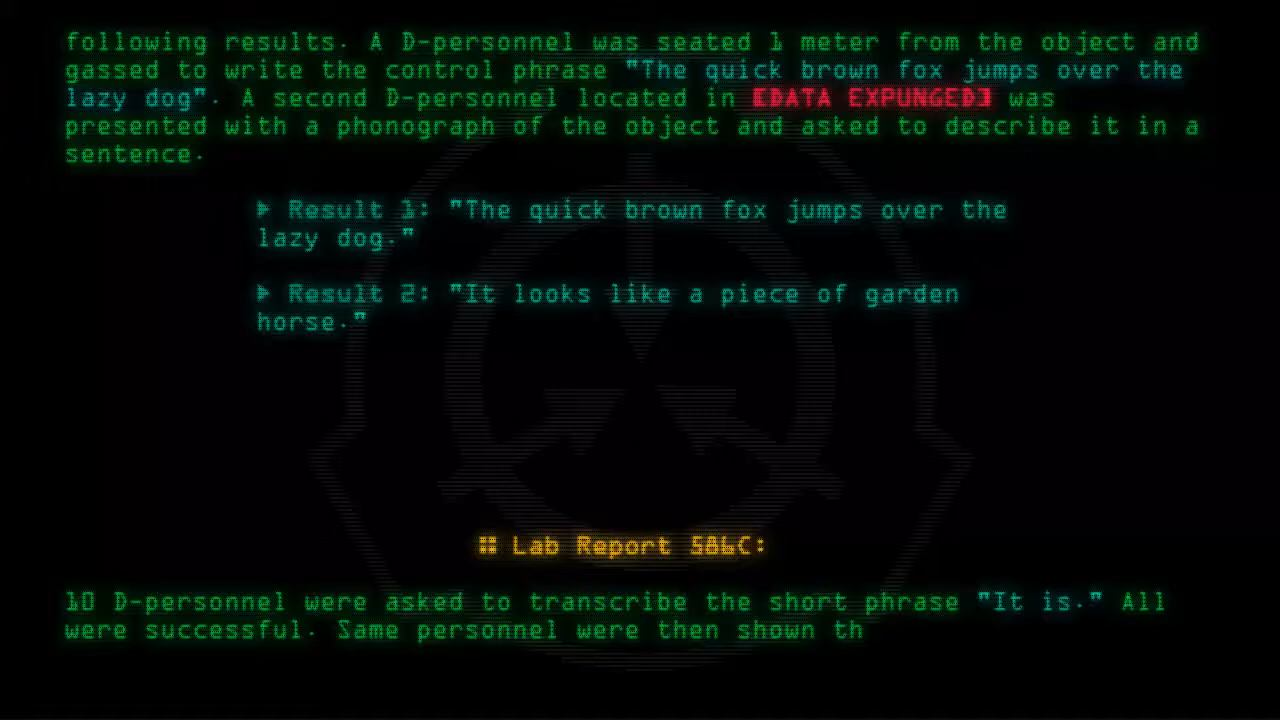 following results. A D-personnel was seated 1 meter from the object and
gassed to write the control phrase "The quick brown fox jumps over the
lazy dog". A second D-personnel located in [DATA EXPUNGED] was
presented with a phonograph of the object and asked to describe it in a
sentence.
▶ Result 1: "The quick brown fox jumps over the
lazy dog."
▶ Result 2: "It looks like a piece of garden
horse."
⠿ Lab Report 586C:
10 D-personnel were asked to transcribe the short phrase "It is." All
were successful. Same personnel were then shown th